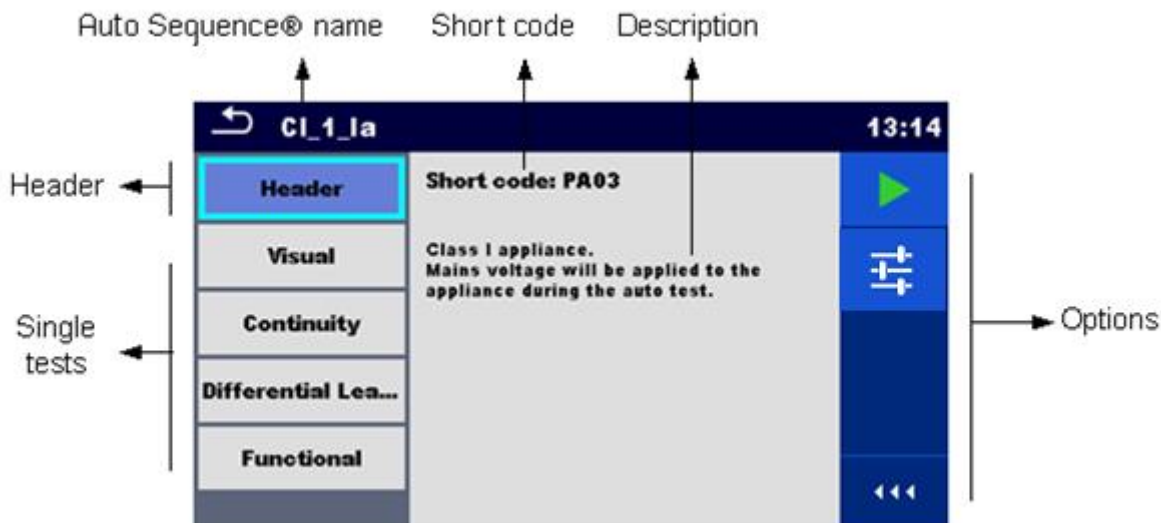 Auto Sequence® name
Short code
Description
Cl_1_Ia
13:14
Header
Header
Short code: PA03
Visual
Class I appliance.
Mains voltage will be applied to the
appliance during the auto test.
Single
tests
Continuity
Differential Lea...
Functional
Options